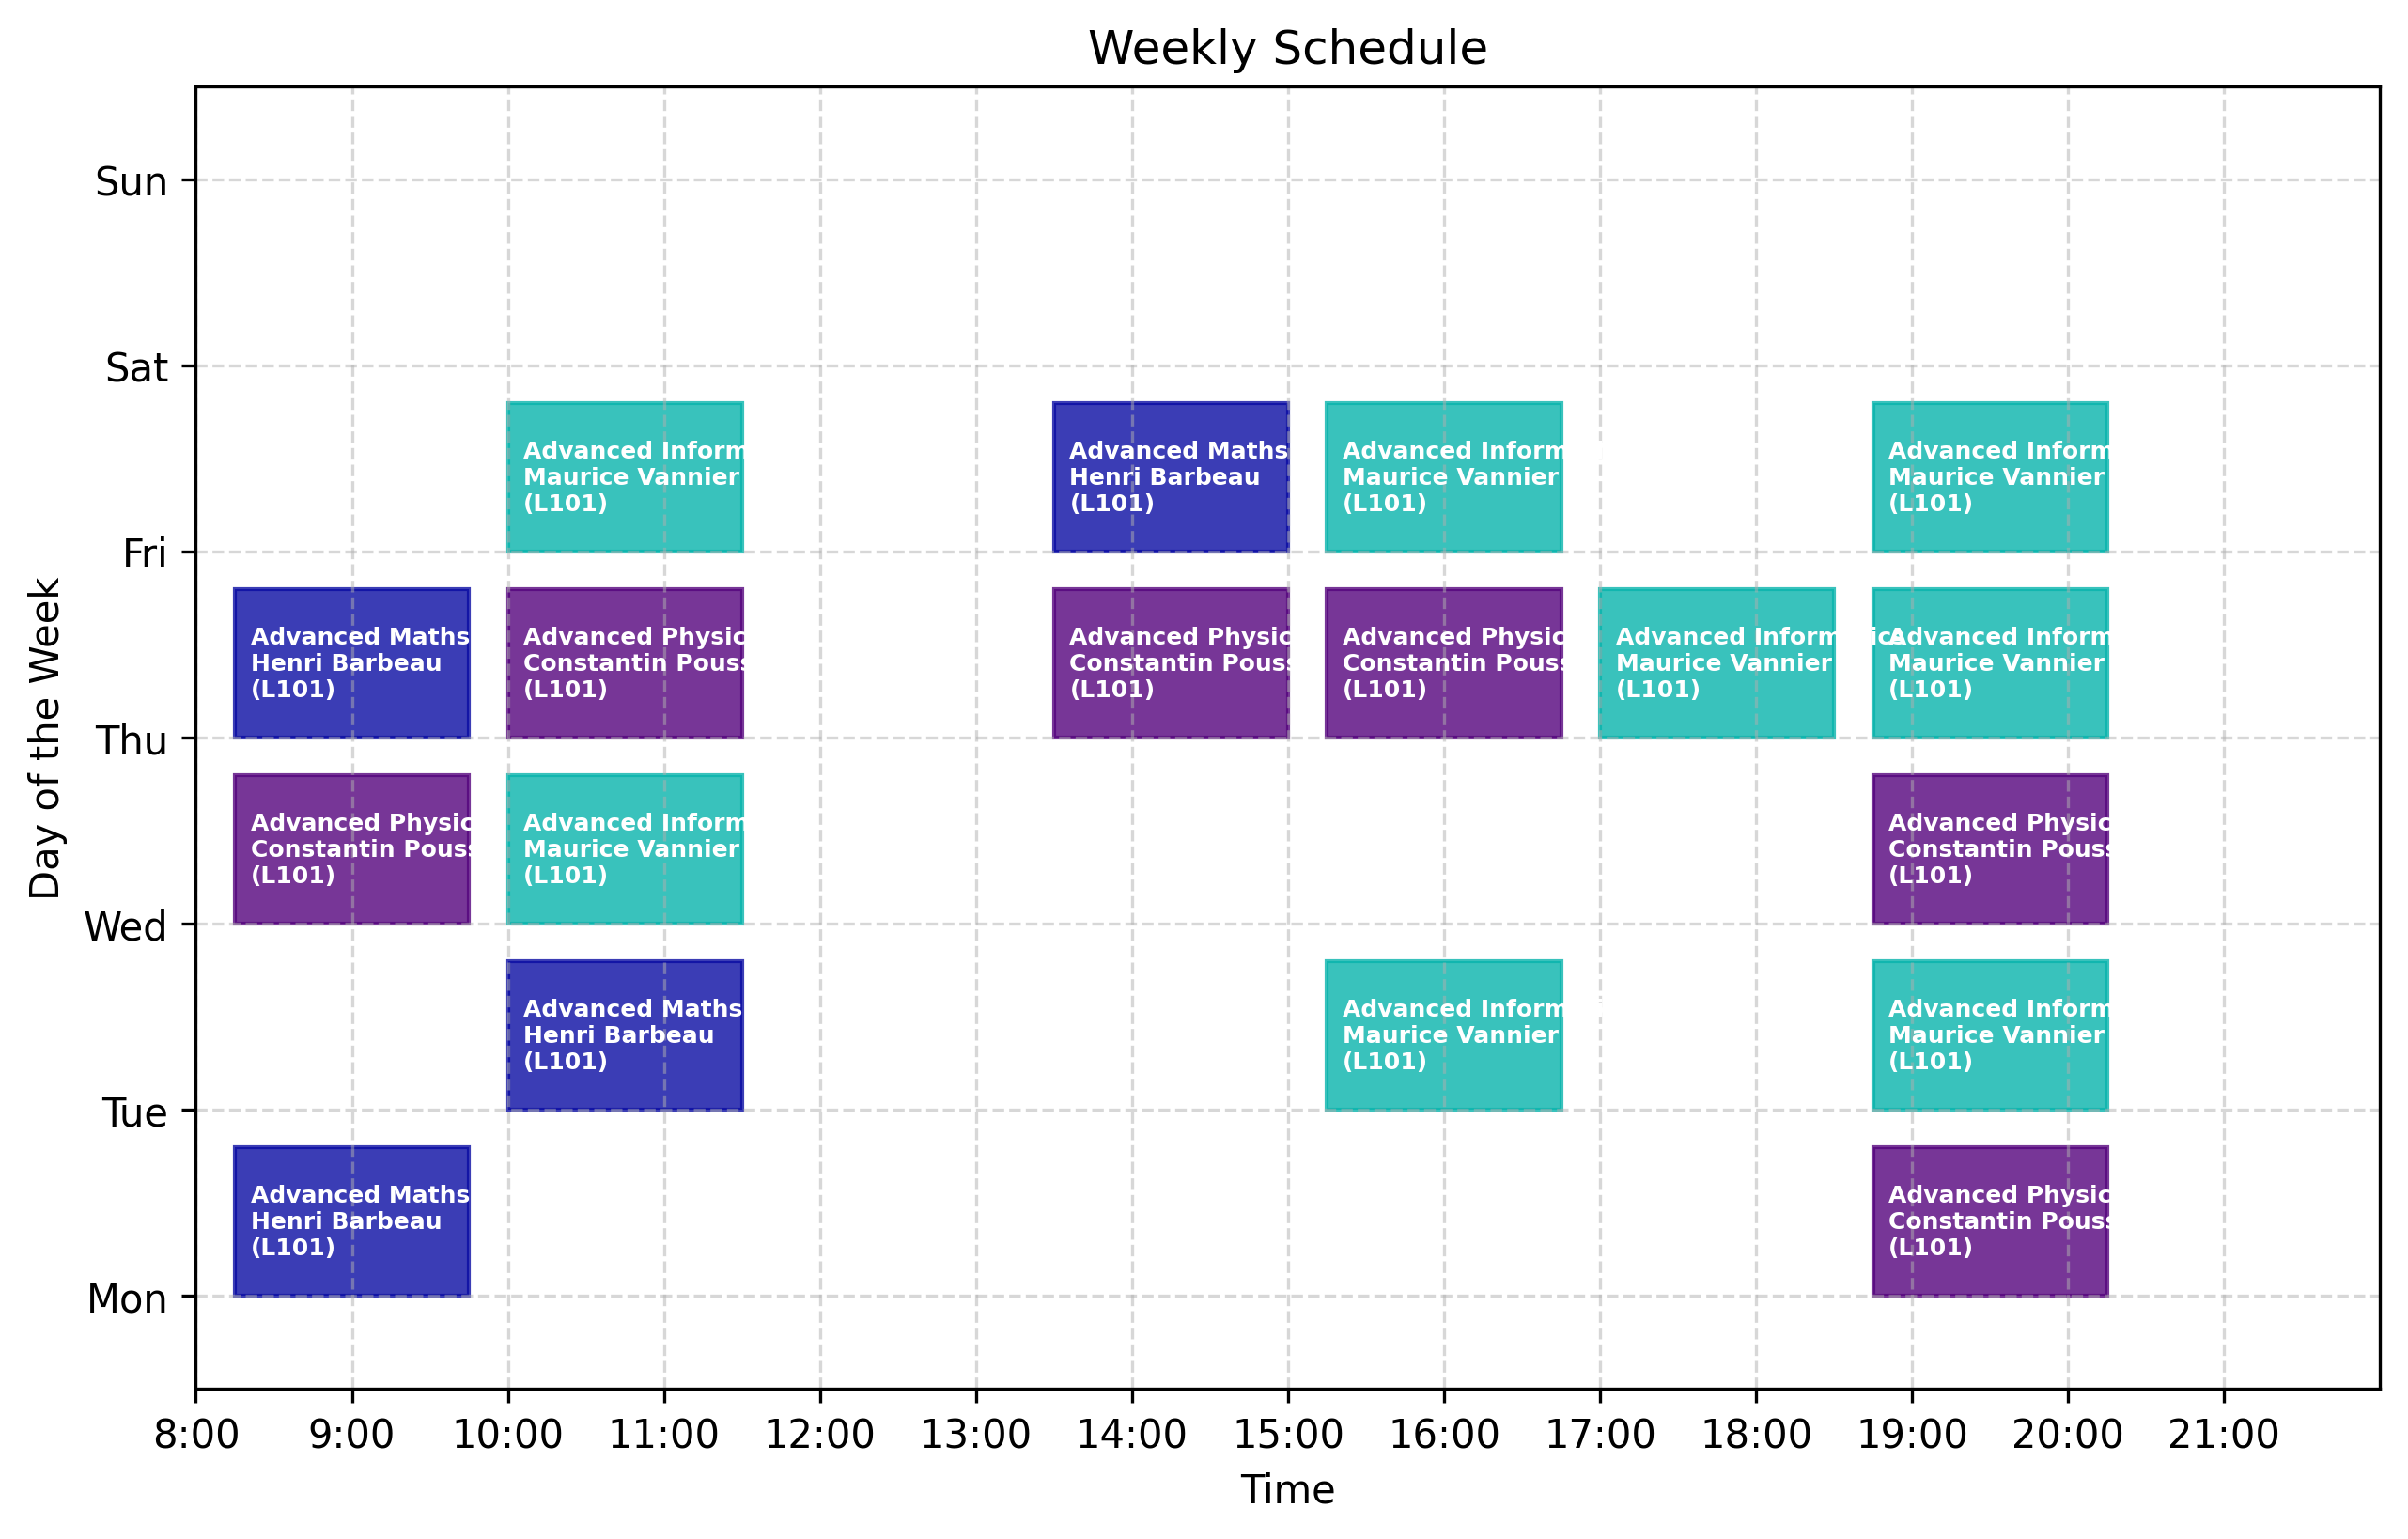 Weekly Schedule
Day of the Week
Sun
Sat
Advanced Inform
Maurice Vannier
(L101)
Advanced Maths
Henri Barbeau
(L101)
Advanced Inform
Maurice Vannier
(L101)
Advanced Inform
Maurice Vannier
(L101)
Fri
Advanced Maths
Henri Barbeau
(L101)
Advanced Physic
Constantin Pouss
(L101)
Advanced Physic
Constantin Pouss
(L101)
Advanced Physic
Constantin Pouss
(L101)
Advanced Inform
Maurice Vannier
(L101)
Advanced Inform
Maurice Vannier
(L101)
Thu
Advanced Physic
Constantin Pouss
(L101)
Advanced Inform
Maurice Vannier
(L101)
Advanced Physic
Constantin Pouss
(L101)
Wed
Advanced Maths
Henri Barbeau
(L101)
Advanced Inform
Maurice Vannier
(L101)
Advanced Inform
Maurice Vannier
(L101)
Tue
Advanced Maths
Henri Barbeau
(L101)
Advanced Physic
Constantin Pouss
(L101)
Mon
8:00 9:00 10:00 11:00 12:00 13:00 14:00 15:00 16:00 17:00 18:00 19:00 20:00 21:00
Time